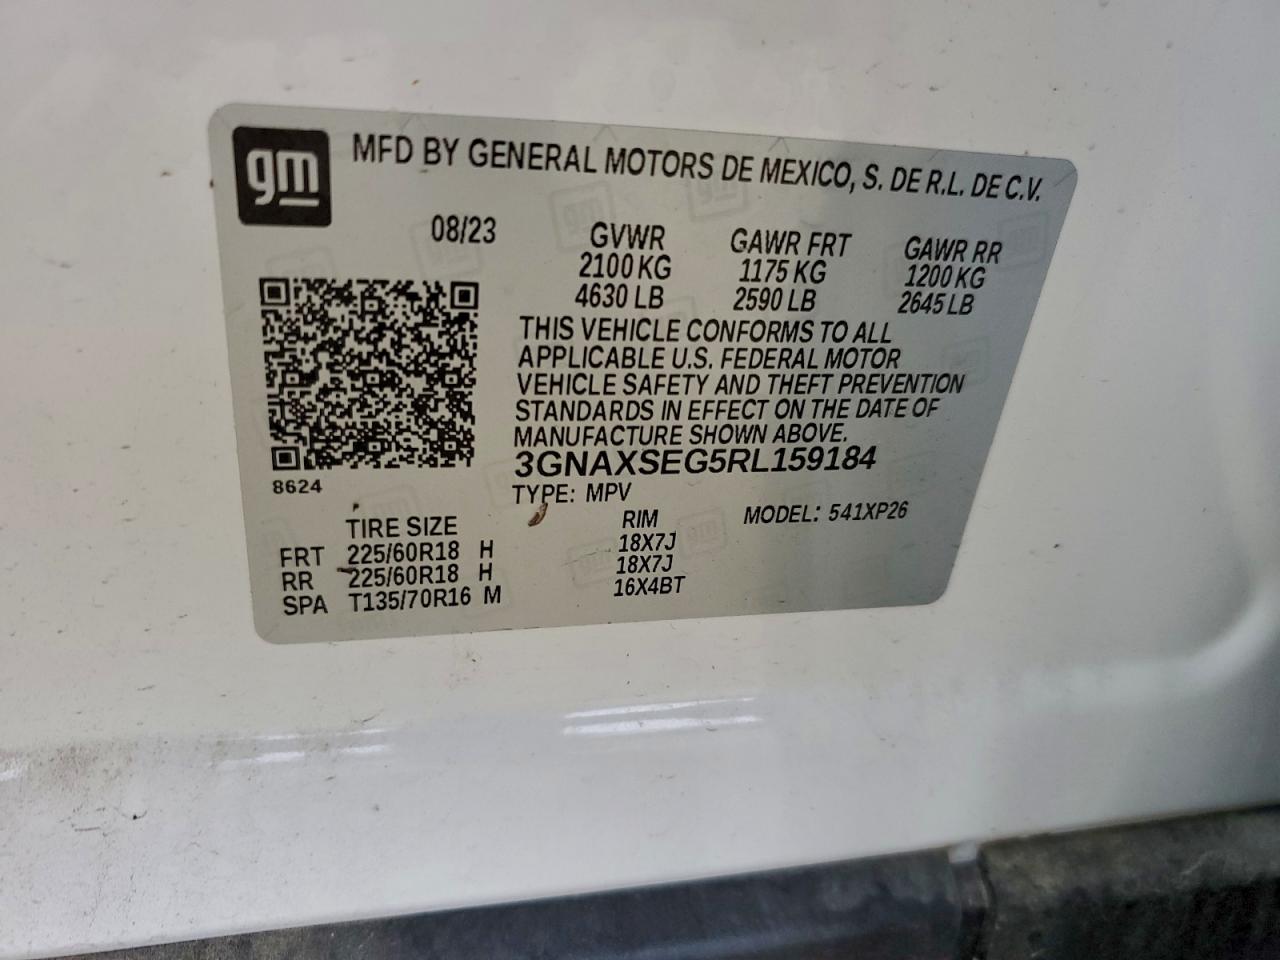 gm
MFD BY GENERAL MOTORS DE MEXICO, S. DE R.L. DE C.V.
08/23 GVWR GAWR FRT GAWR RR
2100 KG 1175 KG 1200 KG
4630 LB 2590 LB 2645 LB
THIS VEHICLE CONFORMS TO ALL
APPLICABLE U.S. FEDERAL MOTOR
VEHICLE SAFETY AND THEFT PREVENTION
STANDARDS IN EFFECT ON THE DATE OF
MANUFACTURE SHOWN ABOVE.
3GNAXSEG5RL159184
8624
TYPE: MPV MODEL: 541XP26
TIRE SIZE RIM
FRT 225/60R18 H 18X7J
RR 225/60R18 H 18X7J
SPA T135/70R16 M 16X4BT